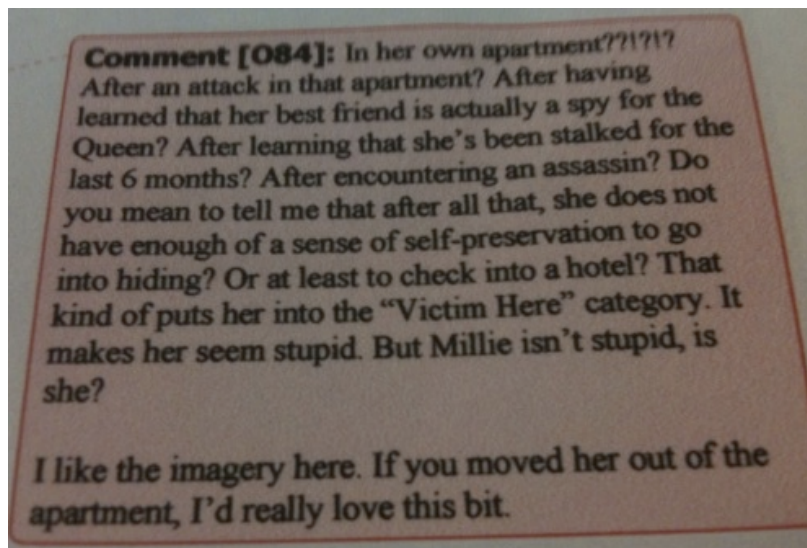 Comment [O84]: In her own apartment??!?!?
After an attack in that apartment? After having
learned that her best friend is actually a spy for the
Queen? After learning that she's been stalked for the
last 6 months? After encountering an assassin? Do
you mean to tell me that after all that, she does not
have enough of a sense of self-preservation to go
into hiding? Or at least to check into a hotel? That
kind of puts her into the “Victim Here” category. It
makes her seem stupid. But Millie isn't stupid, is
she?
I like the imagery here. If you moved her out of the
apartment, I'd really love this bit.